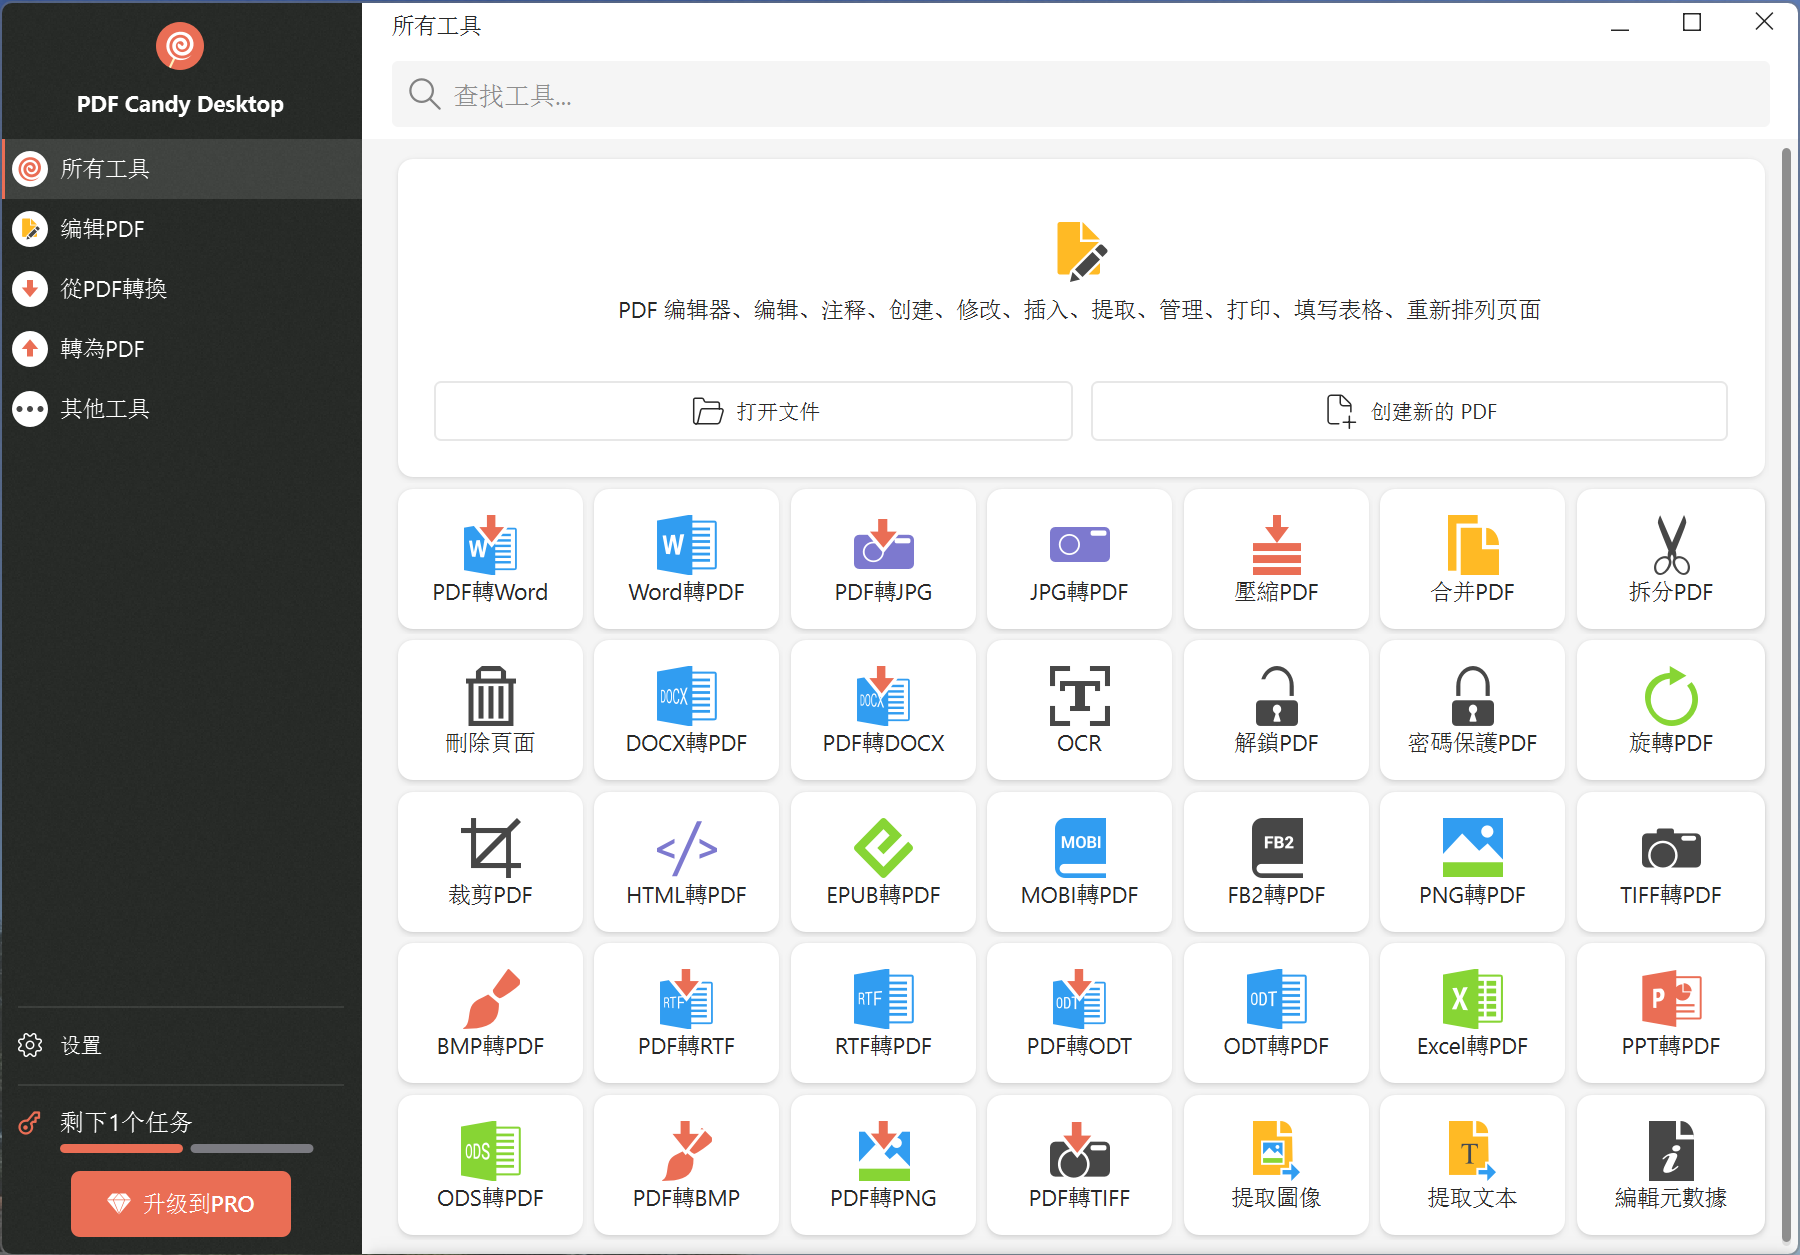 PDF Candy Desktop
所有工具
编辑PDF
從PDF轉換
轉為PDF
其他工具
设置
剩下1个任务
升级到PRO
所有工具
查找工具...
PDF 编辑器、编辑、注释、创建、修改、插入、提取、管理、打印、填写表格、重新排列页面
打开文件
创建新的 PDF
W
PDF轉Word
W
Word轉PDF
PDF轉JPG
JPG轉PDF
壓縮PDF
合并PDF
拆分PDF
刪除頁面
DOCX
DOCX轉PDF
DOCX
PDF轉DOCX
T
OCR
解鎖PDF
密碼保護PDF
旋轉PDF
裁剪PDF
</>
HTML轉PDF
EPUB轉PDF
MOBI
MOBI轉PDF
FB2
FB2轉PDF
PNG轉PDF
TIFF轉PDF
BMP轉PDF
RTF
PDF轉RTF
RTF
RTF轉PDF
ODT
PDF轉ODT
ODT
ODT轉PDF
X
Excel轉PDF
P
PPT轉PDF
ODS
ODS轉PDF
PDF轉BMP
PDF轉PNG
PDF轉TIFF
提取圖像
T
提取文本
i
編輯元數據